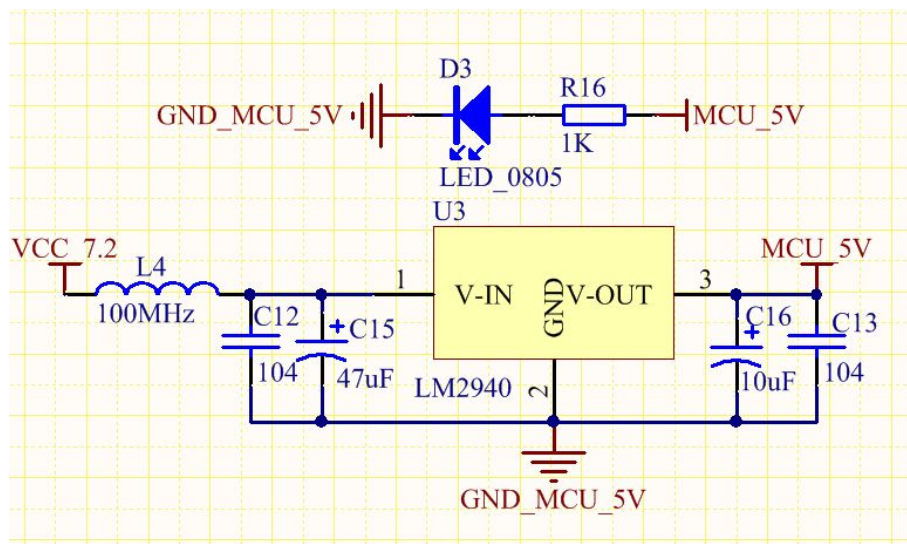 D3
R16
GND_MCU_5V
MCU_5V
1K
LED_0805
U3
VCC_7.2
MCU_5V
L4
1
3
V-IN
GND
V-OUT
100MHz
C12
C15
C16
C13
104
47uF
LM2940
2
10uF
104
GND_MCU_5V